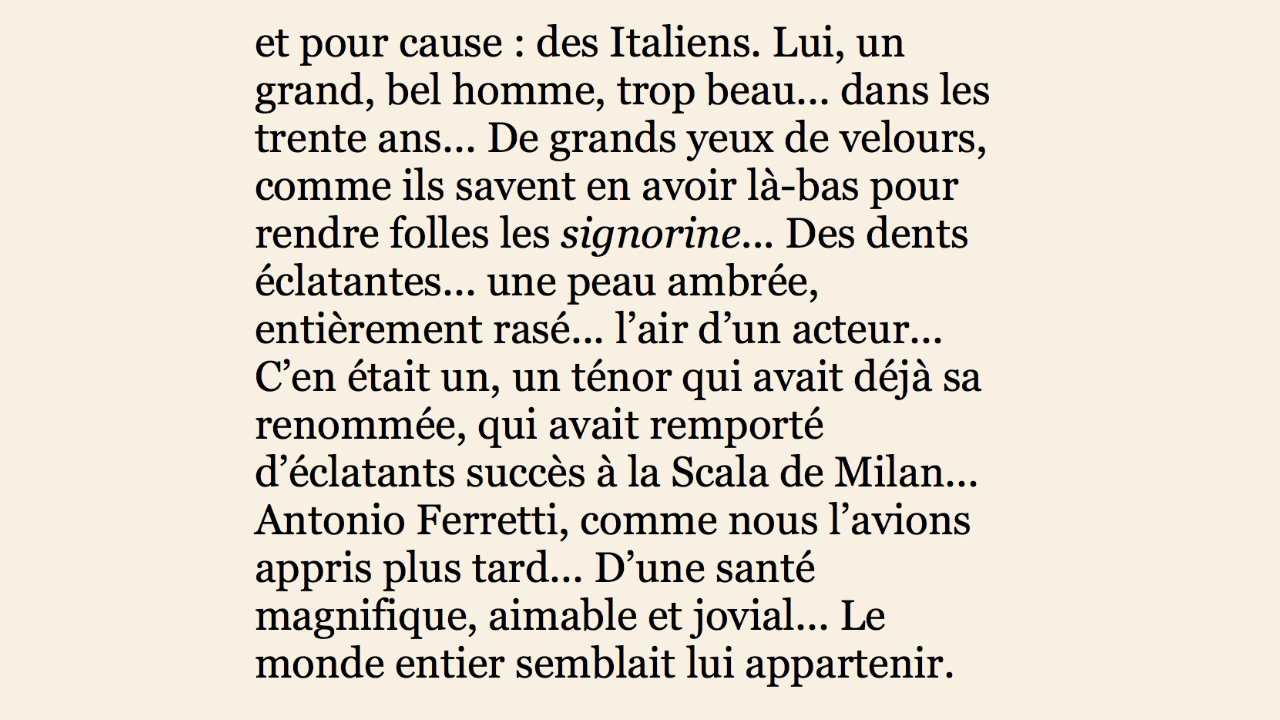 et pour cause : des Italiens. Lui, un
grand, bel homme, trop beau... dans les
trente ans... De grands yeux de velours,
comme ils savent en avoir là-bas pour
rendre folles les signorine... Des dents
éclatantes... une peau ambrée,
entièrement rasé... l’air d’un acteur...
C’en était un, un ténor qui avait déjà sa
renommée, qui avait remporté
d’éclatants succès à la Scala de Milan...
Antonio Ferretti, comme nous l’avions
appris plus tard... D’une santé
magnifique, aimable et jovial... Le
monde entier semblait lui appartenir.